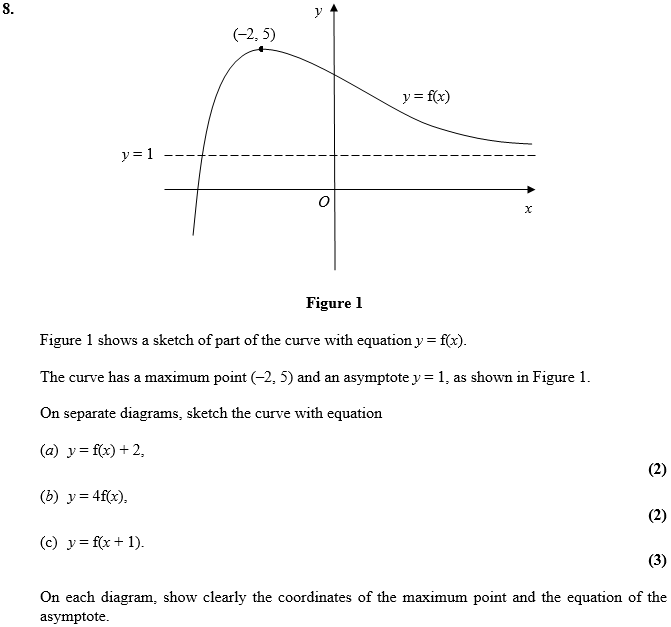 8.
y
(–2, 5)
y = f(x)
y = 1
O
x
Figure 1
Figure 1 shows a sketch of part of the curve with equation y = f(x).
The curve has a maximum point (–2, 5) and an asymptote y = 1, as shown in Figure 1.
On separate diagrams, sketch the curve with equation
(a) y = f(x) + 2,
(2)
(b) y = 4f(x),
(2)
(c) y = f(x + 1).
(3)
On each diagram, show clearly the coordinates of the maximum point and the equation of the
asymptote.